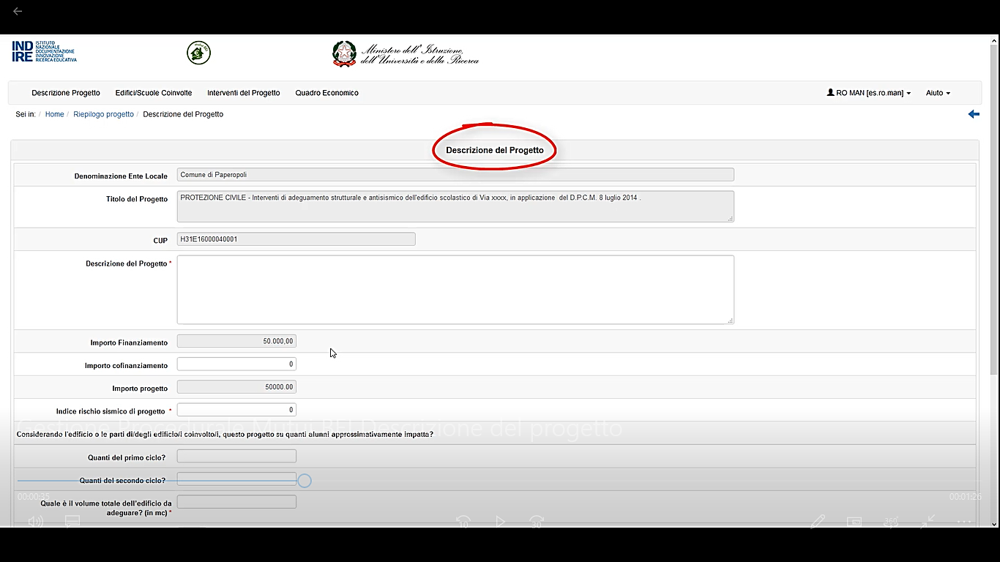 IND IRE ISTITUTO NAZIONALE DOCUMENTAZIONE INNOVAZIONE RICERCA EDUCATIVA
Ministero dell'Istruzione,
dell'Università e della Ricerca
Descrizione Progetto Edifici/Scuole Coinvolte Interventi del Progetto Quadro Economico RO MAN [es.ro.man] Aiuto
Sei in: / Home / Riepilogo progetto / Descrizione del Progetto
Descrizione del Progetto
Denominazione Ente Locale Comune di Paperopoli
Titolo del Progetto PROTEZIONE CIVILE - Interventi di adeguamento strutturale e antisismico dell'edificio scolastico di Via xxxx, in applicazione del D.P.C.M. 8 luglio 2014 .
CUP H31E16000040001
Descrizione del Progetto *
Importo Finanziamento 50.000,00
Importo cofinanziamento 0
Importo progetto 50000.00
Indice rischio sismico di progetto * 0
Gestione Procedurale Mutui BEI Descrizione del progetto
Considerando l'edificio o le parti di/degli edificio/i coinvolto/i, questo progetto su quanti alunni approssimativamente impatta?
Quanti del primo ciclo?
Quanti del secondo ciclo?
00:00:35 00:01:26
Quale è il volume totale dell'edificio da
adeguare? (in mc) *
10 30 360